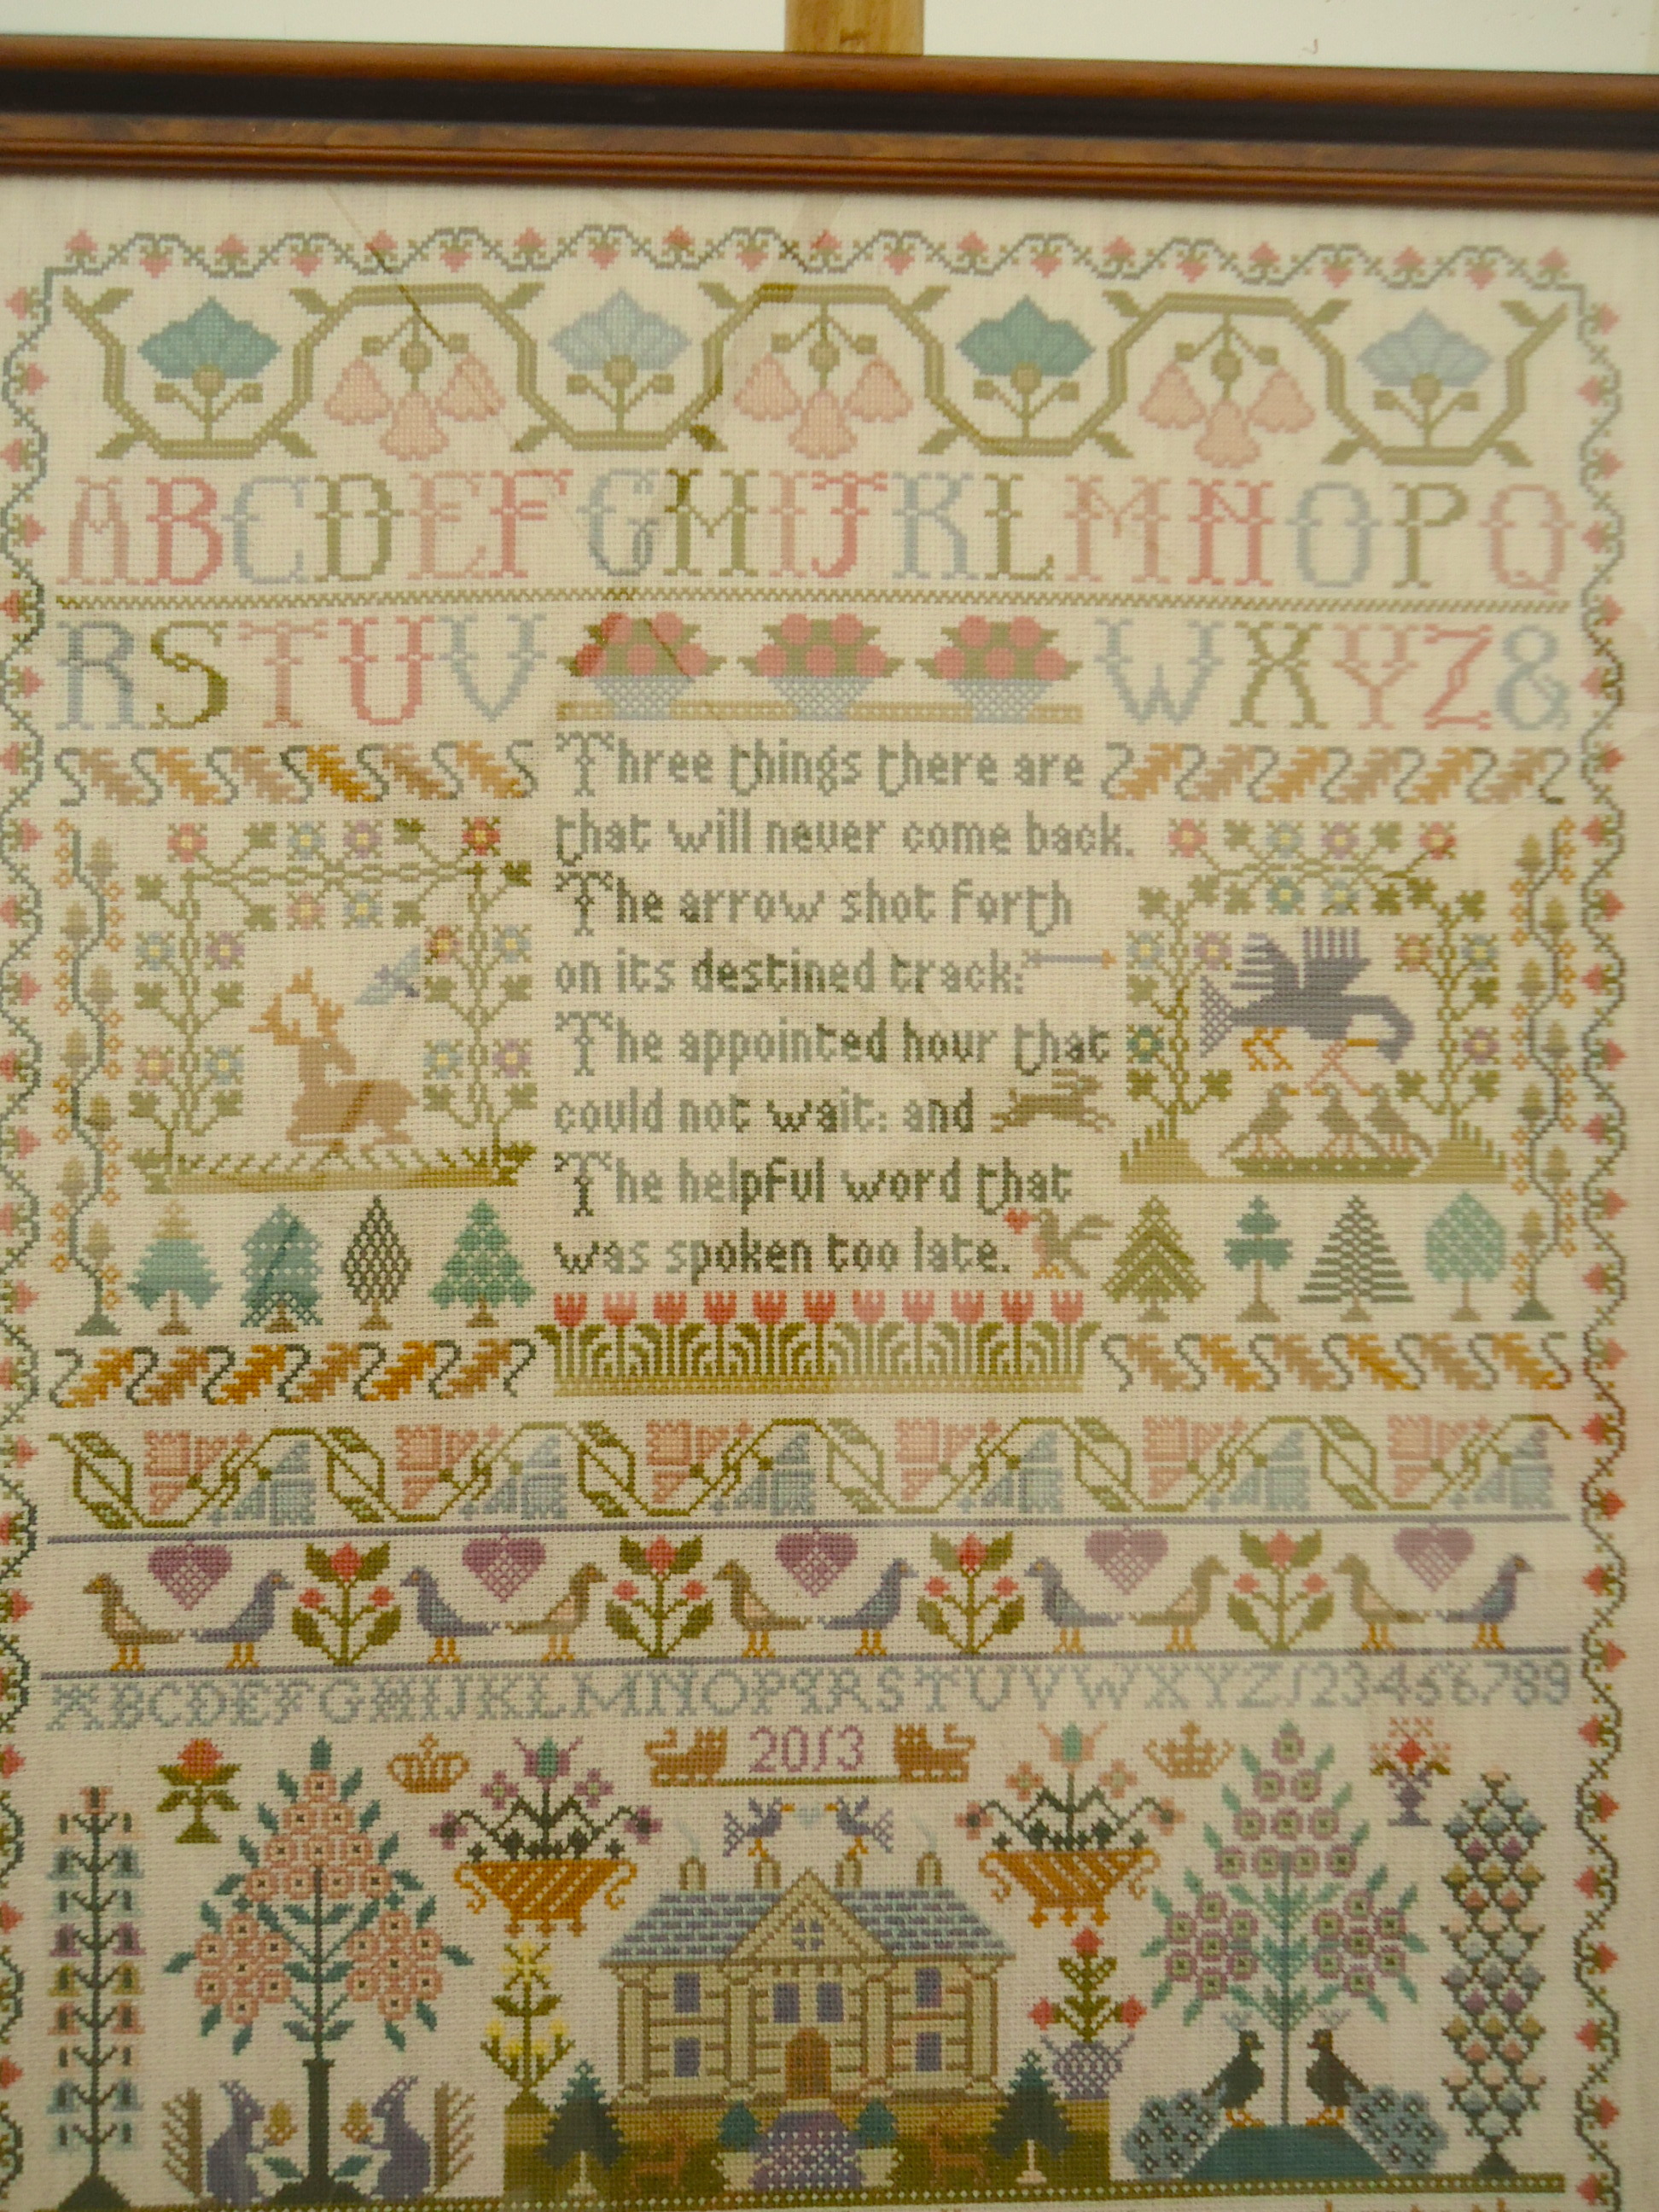 ABCDEFGHIJKLMNOPQ
RSTUV WXYZ&
Three things there are
that will never come back.
The arrow shot forth
on its destined track:
The appointed hour that
could not wait: and
The helpful word that
was spoken too late.
ABCDEFGHIJKLMNOPQRSTUVWXYZ123456789
2013